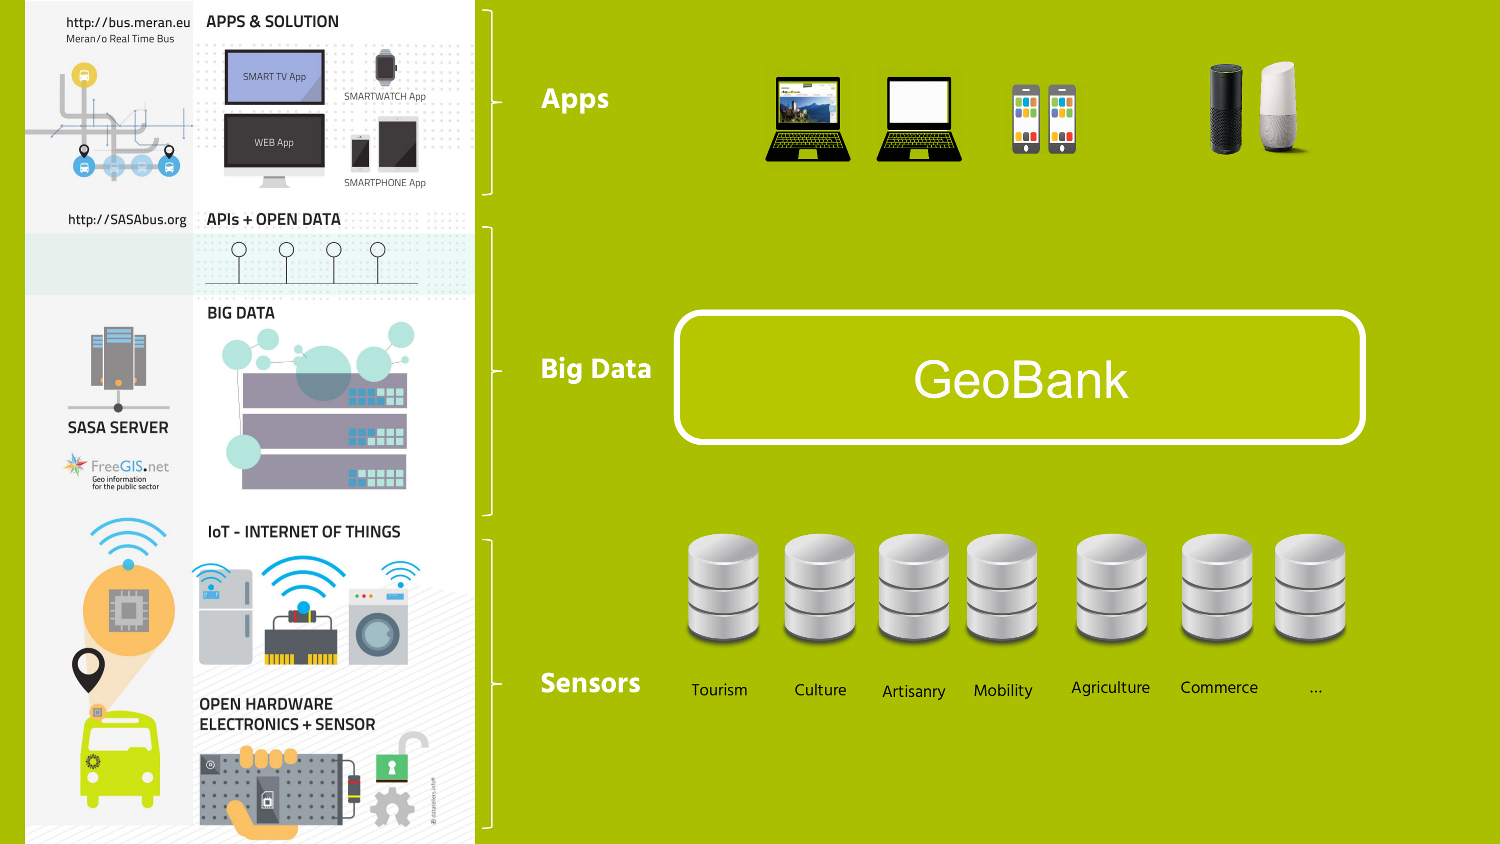 http://bus.meran.eu
Meran/o Real Time Bus
APPS & SOLUTION
SMART TV App
SMARTWATCH App
WEB App
SMARTPHONE App
http://SASAbus.org
APIs + OPEN DATA
BIG DATA
SASA SERVER
FreeGIS.net
Geo information
for the public sector
IoT - INTERNET OF THINGS
OPEN HARDWARE
ELECTRONICS + SENSOR
Apps
Big Data
GeoBank
Sensors
Tourism
Culture
Artisanry
Mobility
Agriculture
Commerce
...